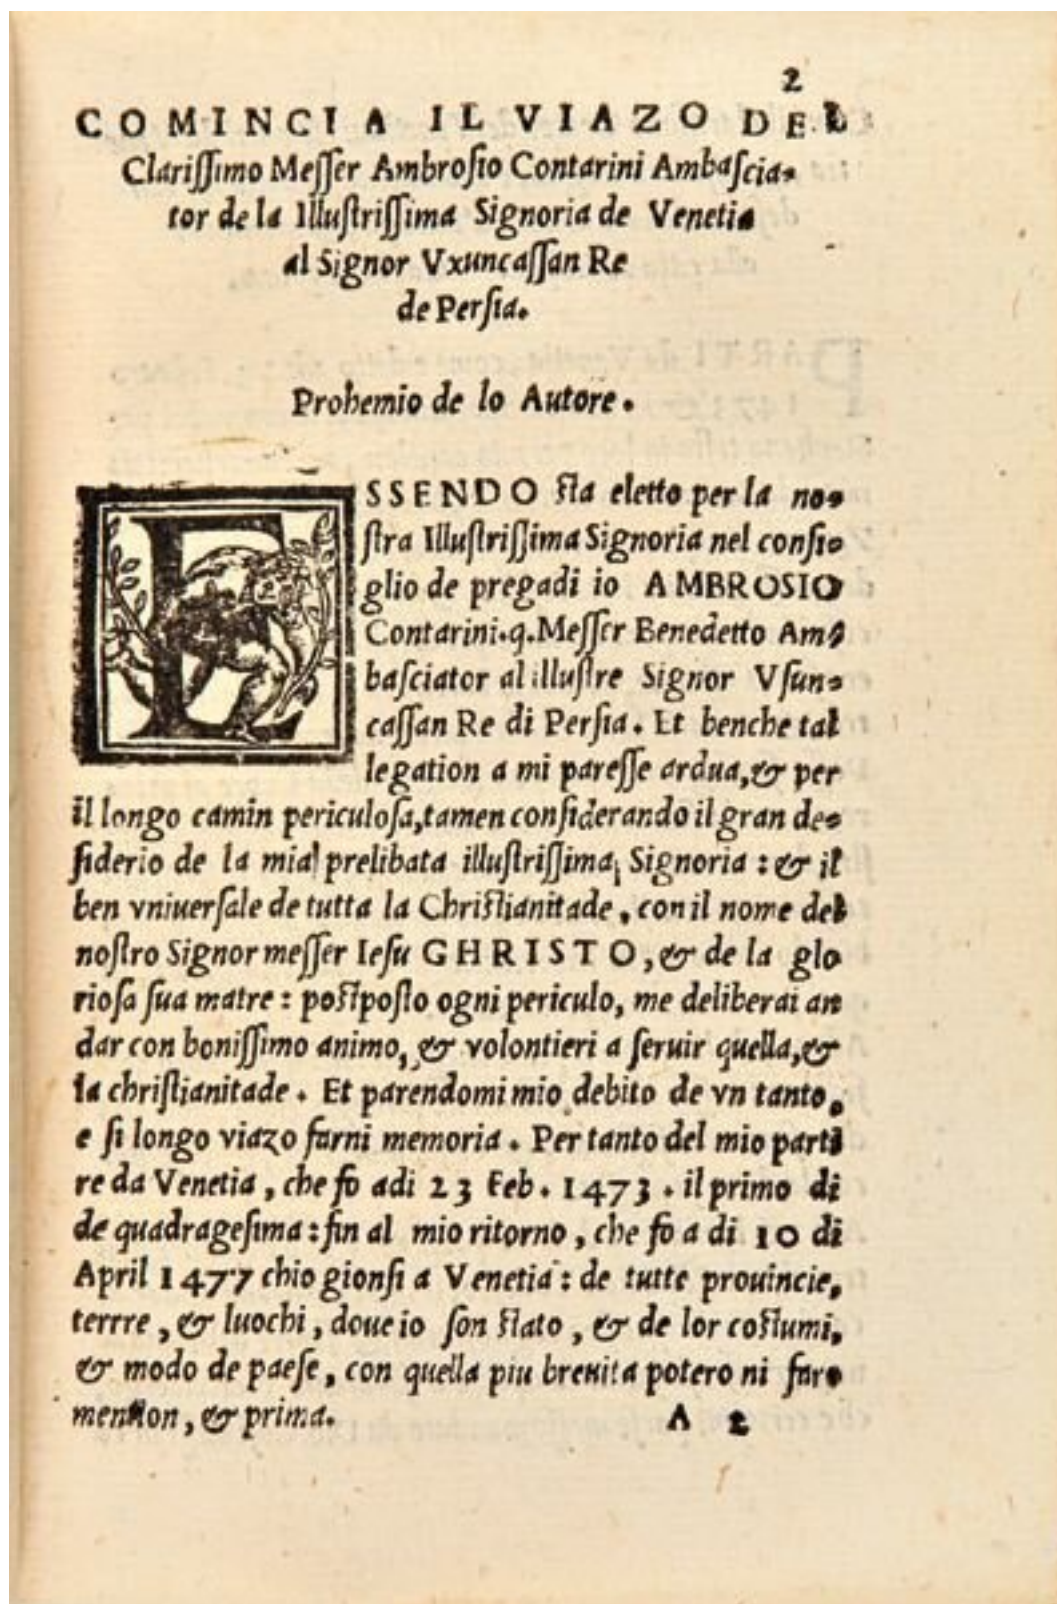 2
COMINCIA IL VIAZO DEL
Clariſſimo Meſſer Ambroſio Contarini Ambaſcia-
tor de la Illuſtriſſima Signoria de Venetia
al Signor Vxuncaſſan Re
de Perſia.
Prohemio de lo Autore.
ESSENDO ſta eletto per la no-
ſtra Illuſtriſſima Signoria nel conſi-
glio de pregadi io AMBROSIO
Contarini.q.Meſſer Benedetto Am-
baſciator al illuſtre Signor Vſun-
caſſan Re di Perſia. Et benche tal
legation a mi pareſſe ardua,& per
il longo camin periculoſa,tamen conſiderando il gran de-
ſiderio de la mia prelibata illuſtriſſima Signoria : & il
ben vniuerſale de tutta la Chriſtianitade, con il nome del
noſtro Signor meſſer Ieſu GHRISTO, & de la glo
rioſa ſua matre : poſtpoſto ogni periculo, me deliberai an
dar con boniſſimo animo, & volontieri a ſeruir quella,&
la chriſtianitade. Et parendomi mio debito de vn tanto,
e ſi longo viazo farni memoria. Per tanto del mio parti
re da Venetia, che fo adi 23 Feb. 1473. il primo di
de quadrageſima : fin al mio ritorno, che fo a di 10 di
April 1477 chio gionſi a Venetia : de tutte prouincie,
terrre, & luochi, doue io ſon ſtato, & de lor coſtumi,
& modo de paeſe, con quella piu breuita potero ni far
mention, & prima.
A 2